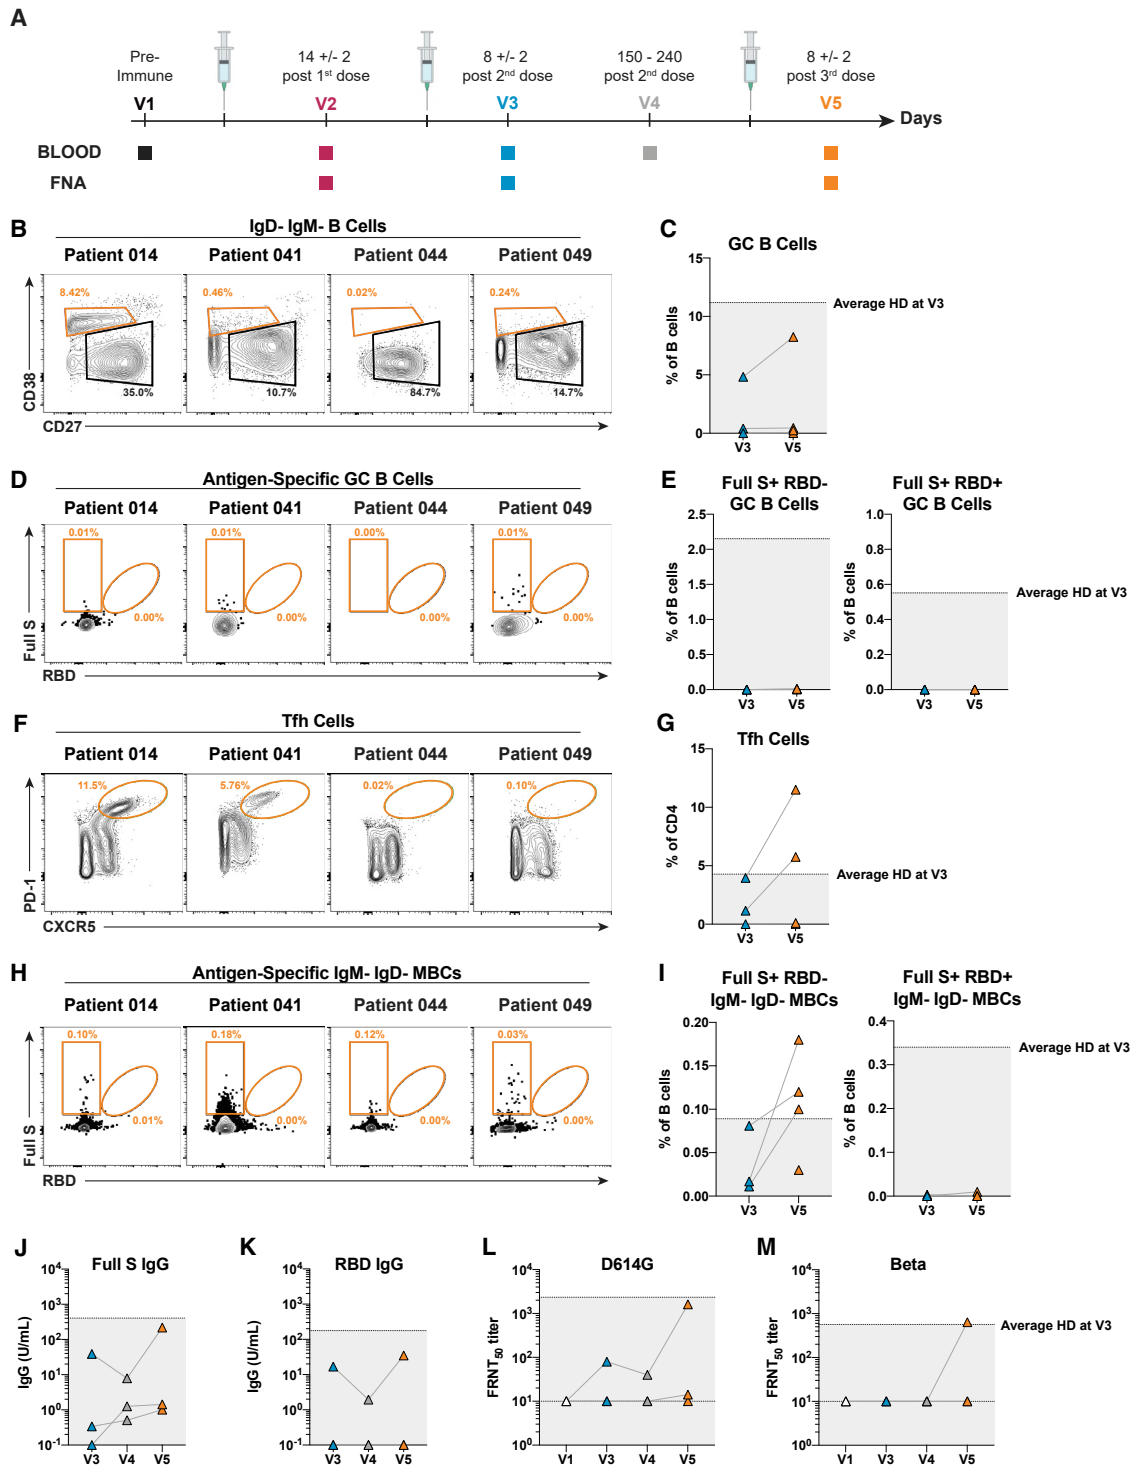 A
Pre-
Immune
14 +/- 2
post 1st dose
8 +/- 2
post 2nd dose
150 - 240
post 2nd dose
8 +/- 2
post 3rd dose
V1 V2 V3 V4 V5
Days
BLOOD
FNA
B
IgD- IgM- B Cells
Patient 014 Patient 041 Patient 044 Patient 049
8.42% 0.46% 0.02% 0.24%
35.0% 10.7% 84.7% 14.7%
CD38
CD27
C
GC B Cells
15
10
5
0
% of B cells
Average HD at V3
V3 V5
D
Antigen-Specific GC B Cells
Patient 014 Patient 041 Patient 044 Patient 049
0.01% 0.01% 0.00% 0.01%
0.00% 0.00% 0.00% 0.00%
Full S
RBD
E
Full S+ RBD-
GC B Cells
2.5
2.0
1.5
1.0
0.5
0.0
% of B cells
V3 V5
Full S+ RBD+
GC B Cells
1.0
0.8
0.6
0.4
0.2
0.0
% of B cells
Average HD at V3
V3 V5
F
Tfh Cells
Patient 014 Patient 041 Patient 044 Patient 049
11.5% 5.76% 0.02% 0.10%
PD-1
CXCR5
G
Tfh Cells
15
10
5
0
% of CD4
Average HD at V3
V3 V5
H
Antigen-Specific IgM- IgD- MBCs
Patient 014 Patient 041 Patient 044 Patient 049
0.10% 0.18% 0.12% 0.03%
0.01% 0.00% 0.00% 0.00%
Full S
RBD
I
Full S+ RBD-
IgM- IgD- MBCs
0.20
0.15
0.10
0.05
0.00
% of B cells
V3 V5
Full S+ RBD+
IgM- IgD- MBCs
0.4
0.3
0.2
0.1
0.0
% of B cells
Average HD at V3
V3 V5
J
Full S IgG
10^4
10^3
10^2
10^1
10^0
10^-1
IgG (U/mL)
V3 V4 V5
K
RBD IgG
10^4
10^3
10^2
10^1
10^0
10^-1
IgG (U/mL)
V3 V4 V5
L
D614G
10^4
10^3
10^2
10^1
10^0
FRNT50 titer
V1 V3 V4 V5
M
Beta
10^4
10^3
10^2
10^1
10^0
FRNT50 titer
Average HD at V3
V1 V3 V4 V5